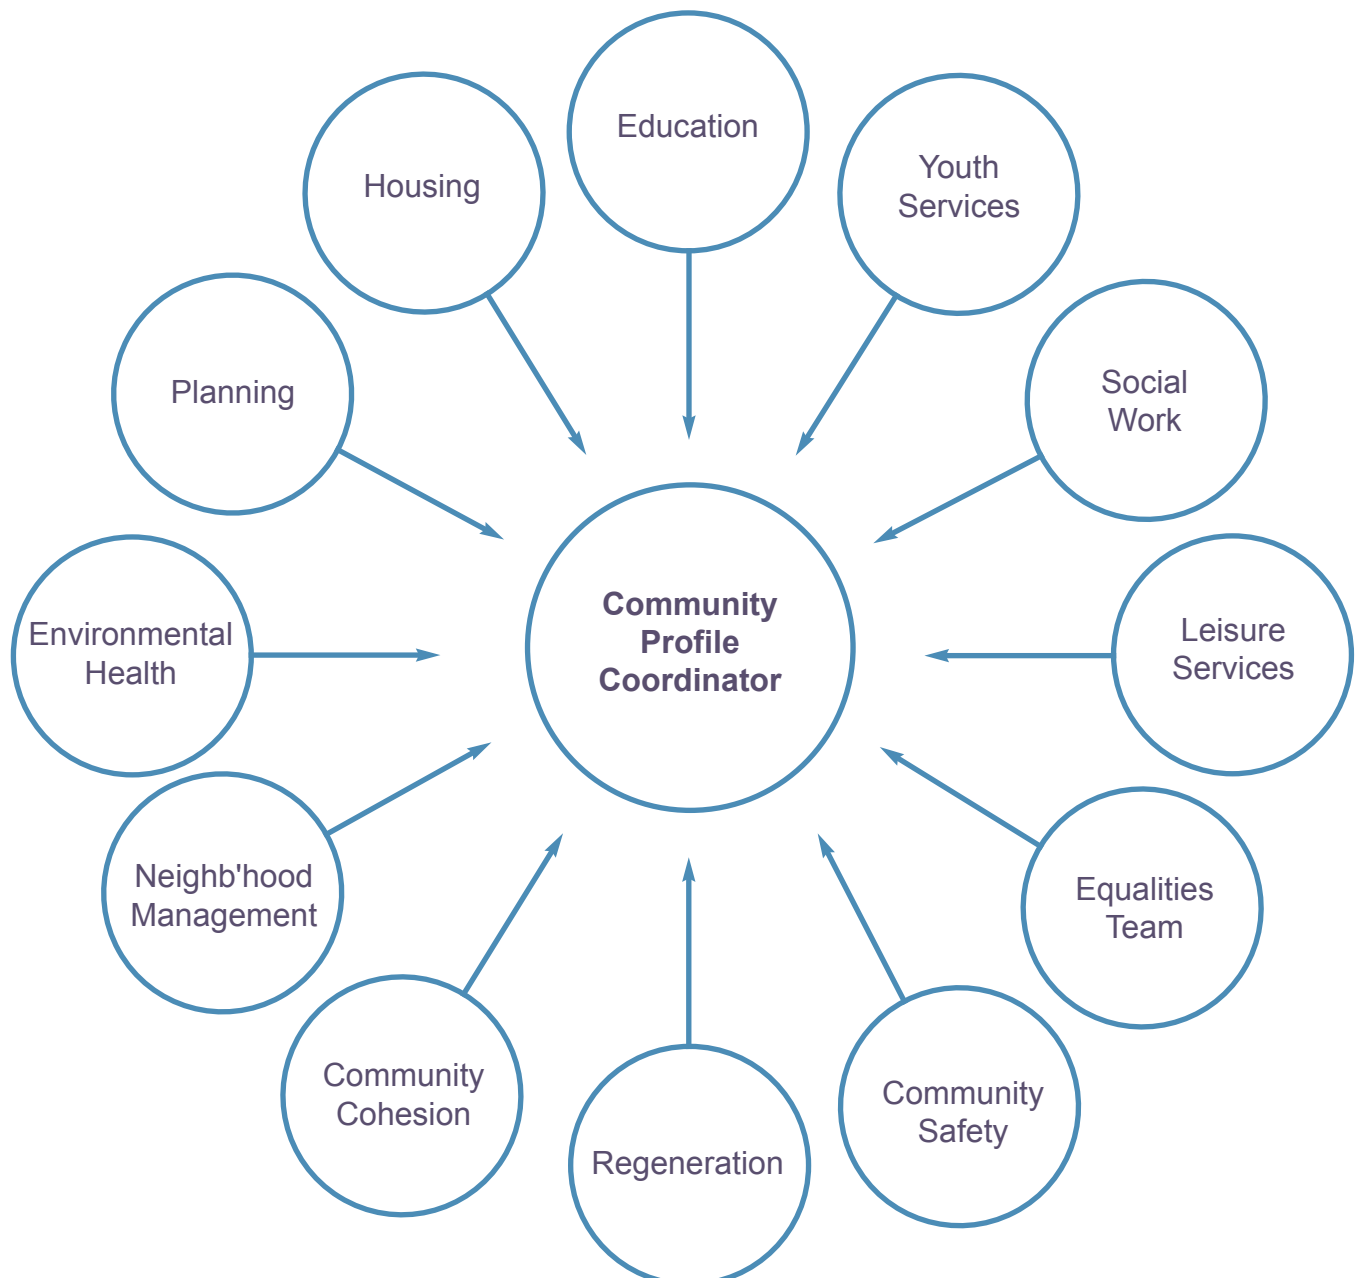 Education
Youth
Services
Housing
Social
Work
Planning
Community
Profile
Coordinator
Leisure
Services
Environmental
Health
Equalities
Team
Neighb'hood
Management
Community
Cohesion
Community
Safety
Regeneration